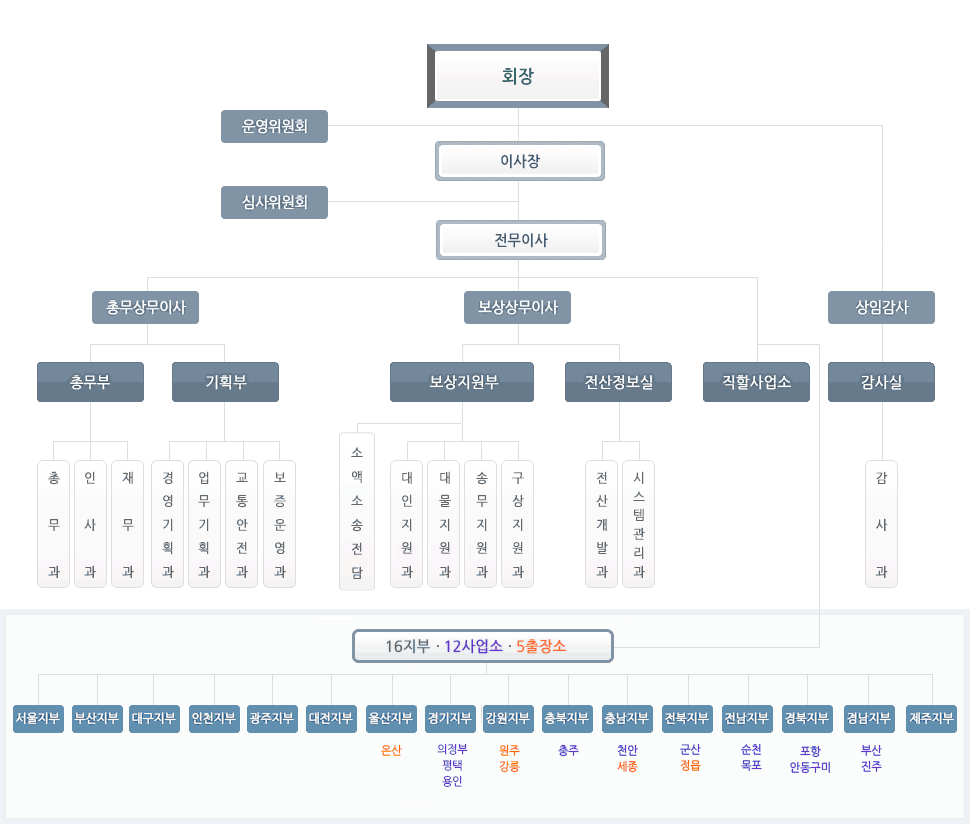 회장
운영위원회
이사장
심사위원회
전무이사
총무상무이사
보상상무이사
상임감사
총무부
기획부
보상지원부
전산정보실
직할사업소
감사실
총무과
인사과
재무과
경영기획과
업무기획과
교통안전과
보증운영과
소액소송전담
대인지원과
대물지원과
송무지원과
구상지원과
전산개발과
시스템관리과
감사과
16지부 · 12사업소 · 5출장소
서울지부
부산지부
대구지부
인천지부
광주지부
대전지부
울산지부
경기지부
강원지부
충북지부
충남지부
전북지부
전남지부
경북지부
경남지부
제주지부
온산
의정부
평택
용인
원주
강릉
충주
천안
세종
군산
정읍
순천
목포
포항
안동구미
부산
진주